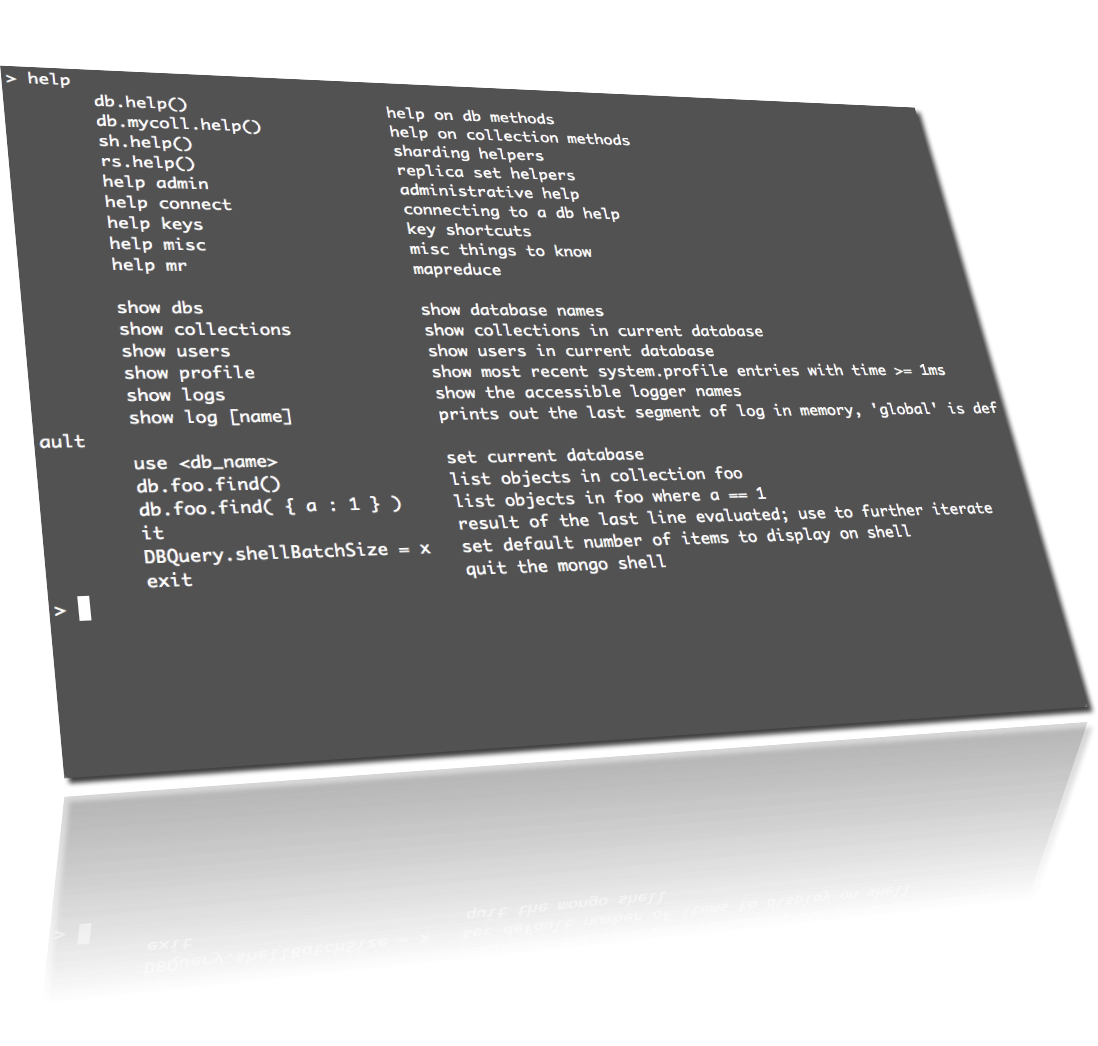 > help
db.help() help on db methods
db.mycoll.help() help on collection methods
sh.help() sharding helpers
rs.help() replica set helpers
help admin administrative help
help connect connecting to a db help
help keys key shortcuts
help misc misc things to know
help mr mapreduce
show dbs show database names
show collections show collections in current database
show users show users in current database
show profile show most recent system.profile entries with time >= 1ms
show logs show the accessible logger names
show log [name] prints out the last segment of log in memory, 'global' is def
ault
use <db_name> set current database
db.foo.find() list objects in collection foo
db.foo.find( { a : 1 } ) list objects in foo where a == 1
it result of the last line evaluated; use to further iterate
DBQuery.shellBatchSize = x set default number of items to display on shell
exit quit the mongo shell
>